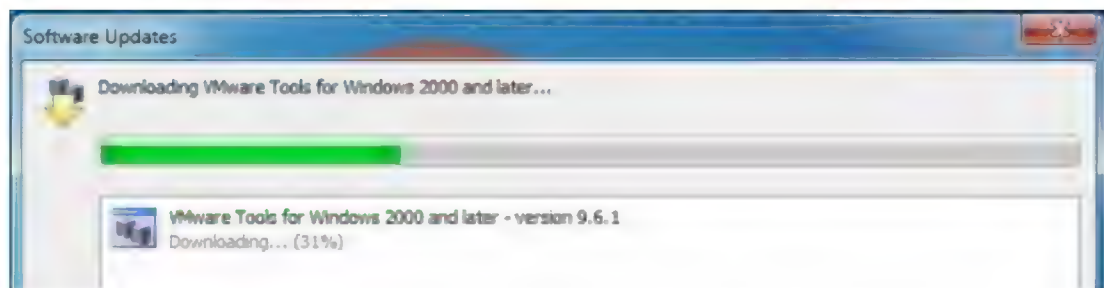 Software Updates
Downloading VMware Tools for Windows 2000 and later...
VMware Tools for Windows 2000 and later - version 9.6.1
Downloading... (31%)